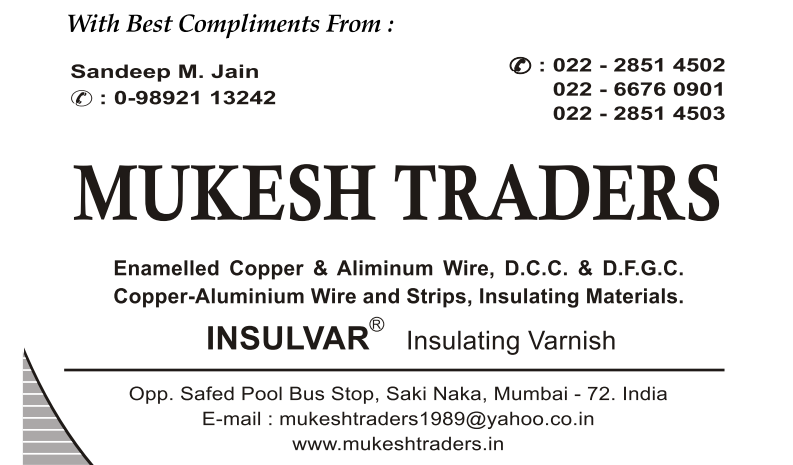 With Best Compliments From :
Sandeep M. Jain
✆ : 0-98921 13242
✆ : 022 - 2851 4502
022 - 6676 0901
022 - 2851 4503
MUKESH TRADERS
Enamelled Copper & Aliminum Wire, D.C.C. & D.F.G.C.
Copper-Aluminium Wire and Strips, Insulating Materials.
INSULVAR® Insulating Varnish
Opp. Safed Pool Bus Stop, Saki Naka, Mumbai - 72. India
E-mail : mukeshtraders1989@yahoo.co.in
www.mukeshtraders.in